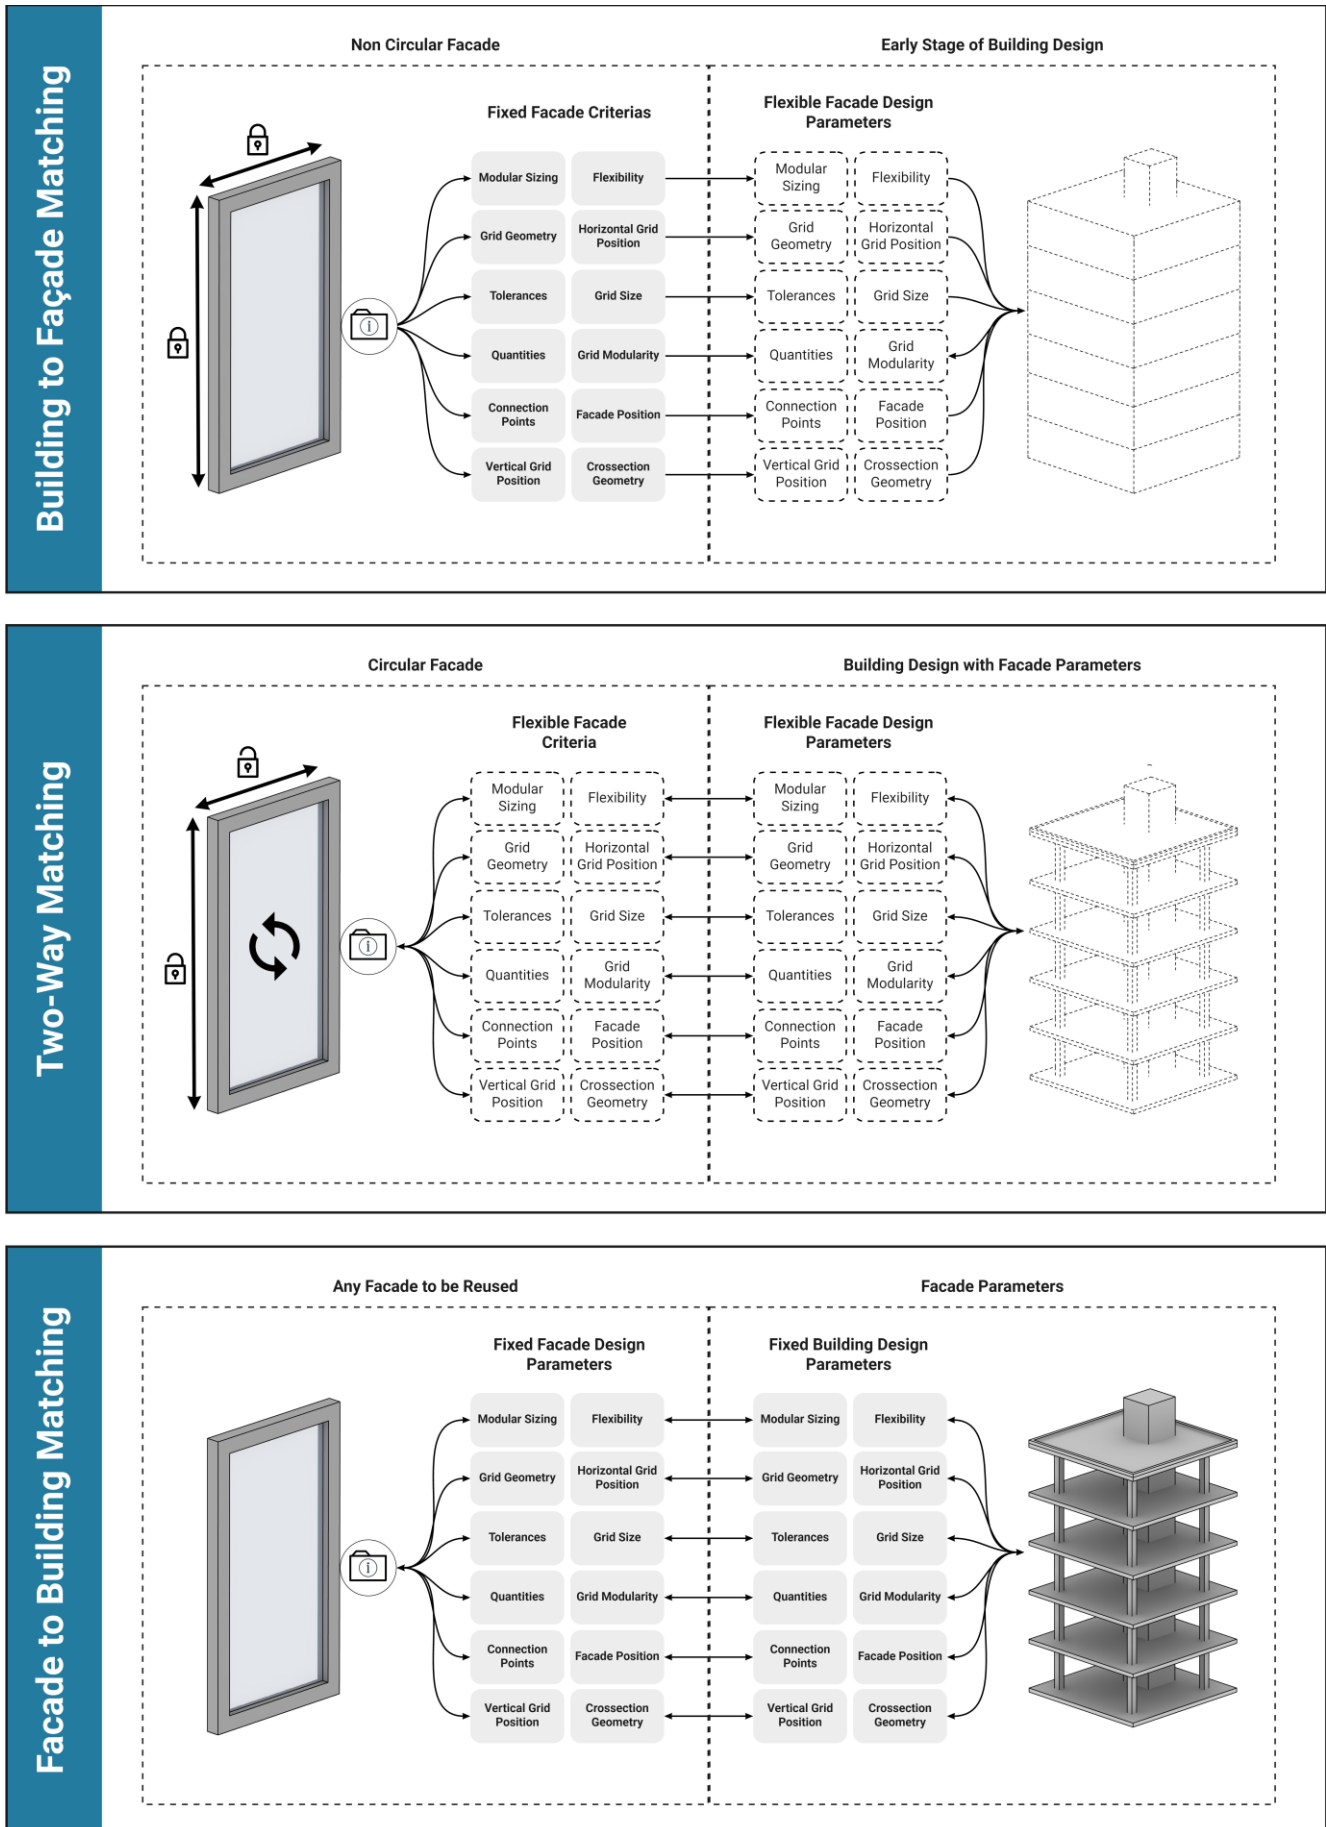 Building to Façade Matching
Non Circular Facade
Early Stage of Building Design
Fixed Facade Criterias
Flexible Facade Design
Parameters
Modular Sizing
Flexibility
Modular
Sizing
Flexibility
Grid Geometry
Horizontal Grid
Position
Grid
Geometry
Horizontal
Grid Position
Tolerances
Grid Size
Tolerances
Grid Size
Quantities
Grid Modularity
Quantities
Grid
Modularity
Connection
Points
Facade Position
Connection
Points
Facade
Position
Vertical Grid
Position
Crossection
Geometry
Vertical Grid
Position
Crossection
Geometry
Two-Way Matching
Circular Facade
Building Design with Facade Parameters
Flexible Facade
Criteria
Flexible Facade Design
Parameters
Modular
Sizing
Flexibility
Modular
Sizing
Flexibility
Grid
Geometry
Horizontal
Grid Position
Grid
Geometry
Horizontal
Grid Position
Tolerances
Grid Size
Tolerances
Grid Size
Quantities
Grid
Modularity
Quantities
Grid
Modularity
Connection
Points
Facade
Position
Connection
Points
Facade
Position
Vertical Grid
Position
Crossection
Geometry
Vertical Grid
Position
Crossection
Geometry
Facade to Building Matching
Any Facade to be Reused
Facade Parameters
Fixed Facade Design
Parameters
Fixed Building Design
Parameters
Modular Sizing
Flexibility
Modular Sizing
Flexibility
Grid Geometry
Horizontal Grid
Position
Grid Geometry
Horizontal Grid
Position
Tolerances
Grid Size
Tolerances
Grid Size
Quantities
Grid Modularity
Quantities
Grid Modularity
Connection
Points
Facade Position
Connection
Points
Facade Position
Vertical Grid
Position
Crossection
Geometry
Vertical Grid
Position
Crossection
Geometry